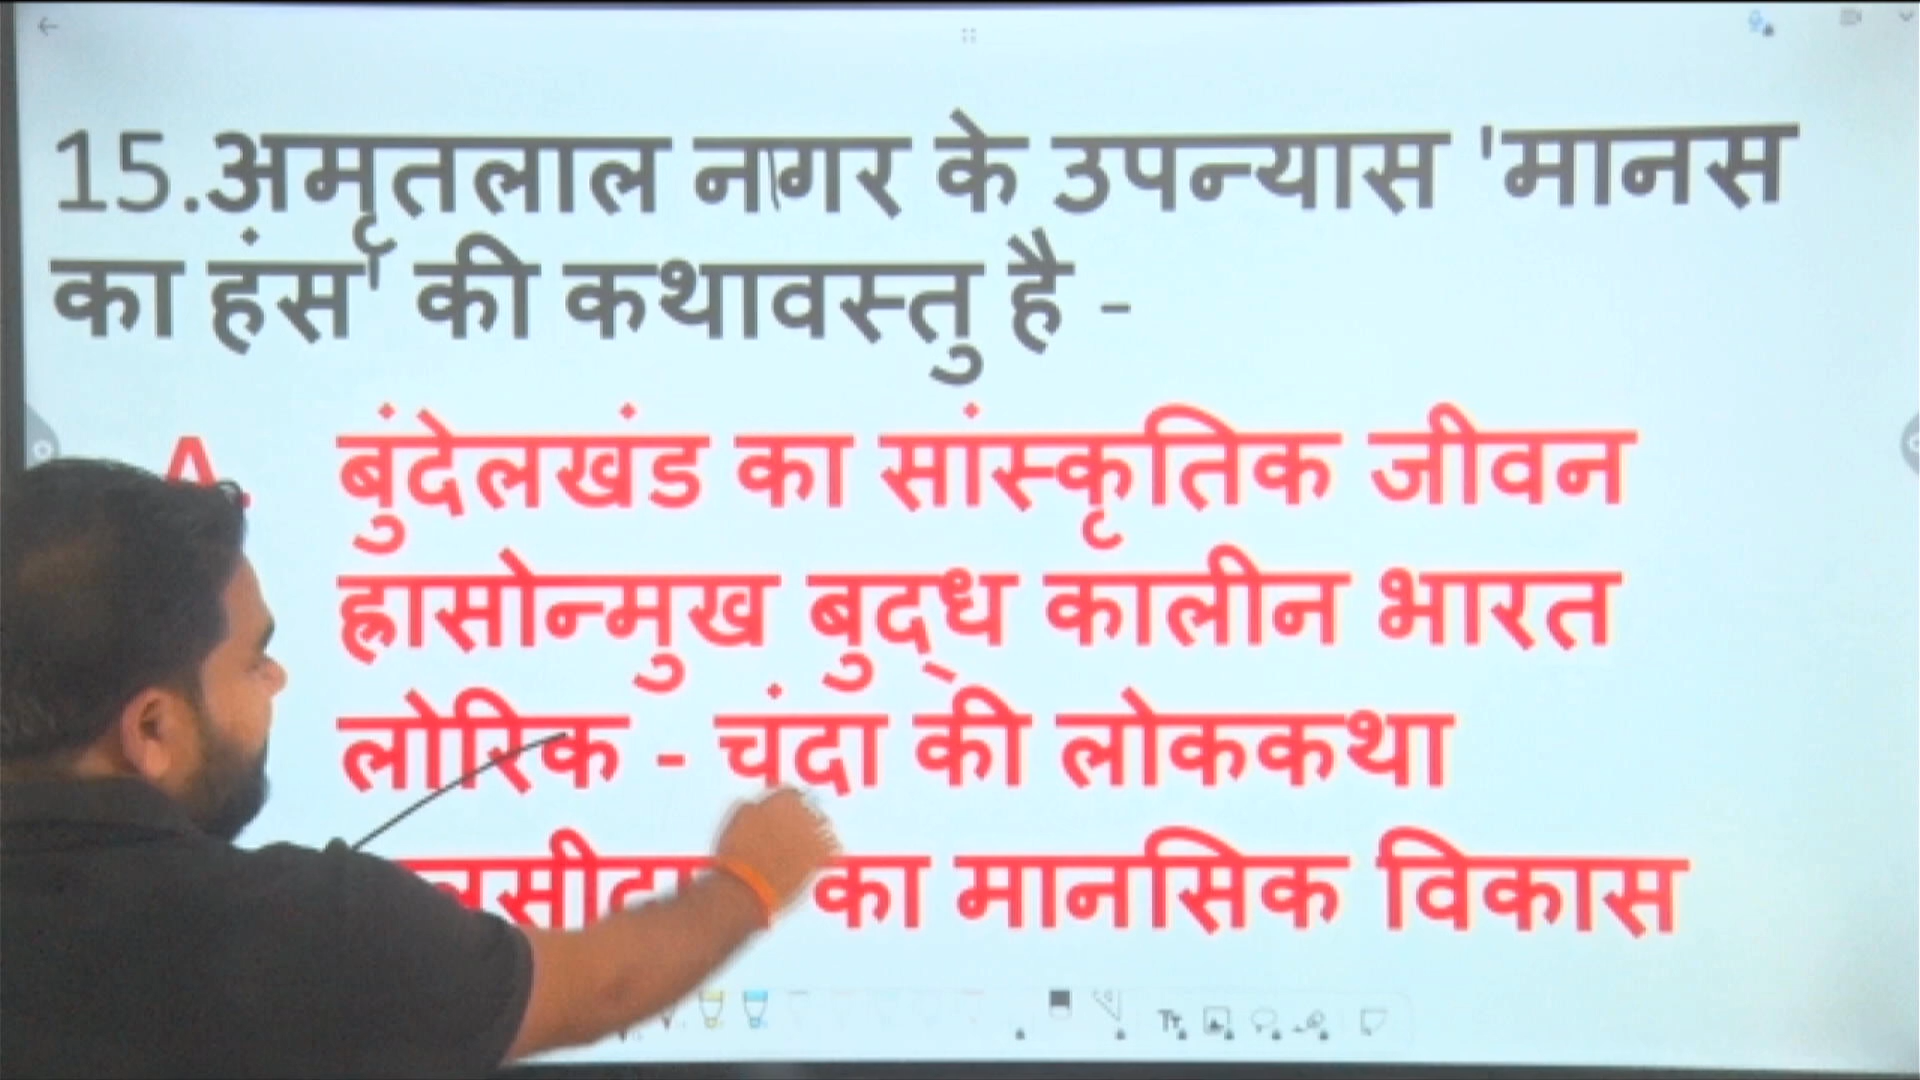 15.अमृतलाल नागर के उपन्यास 'मानस
का हंस' की कथावस्तु है -
A. बुंदेलखंड का सांस्कृतिक जीवन
ह्रासोन्मुख बुद्ध कालीन भारत
लोरिक - चंदा की लोककथा
का मानसिक विकास